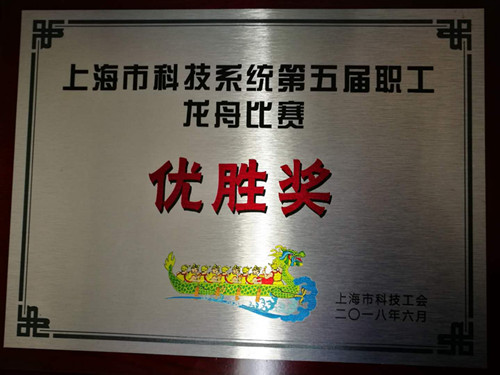 上海市科技系统第五届职工
龙舟比赛
优胜奖
上海市科技工会
二〇一八年六月